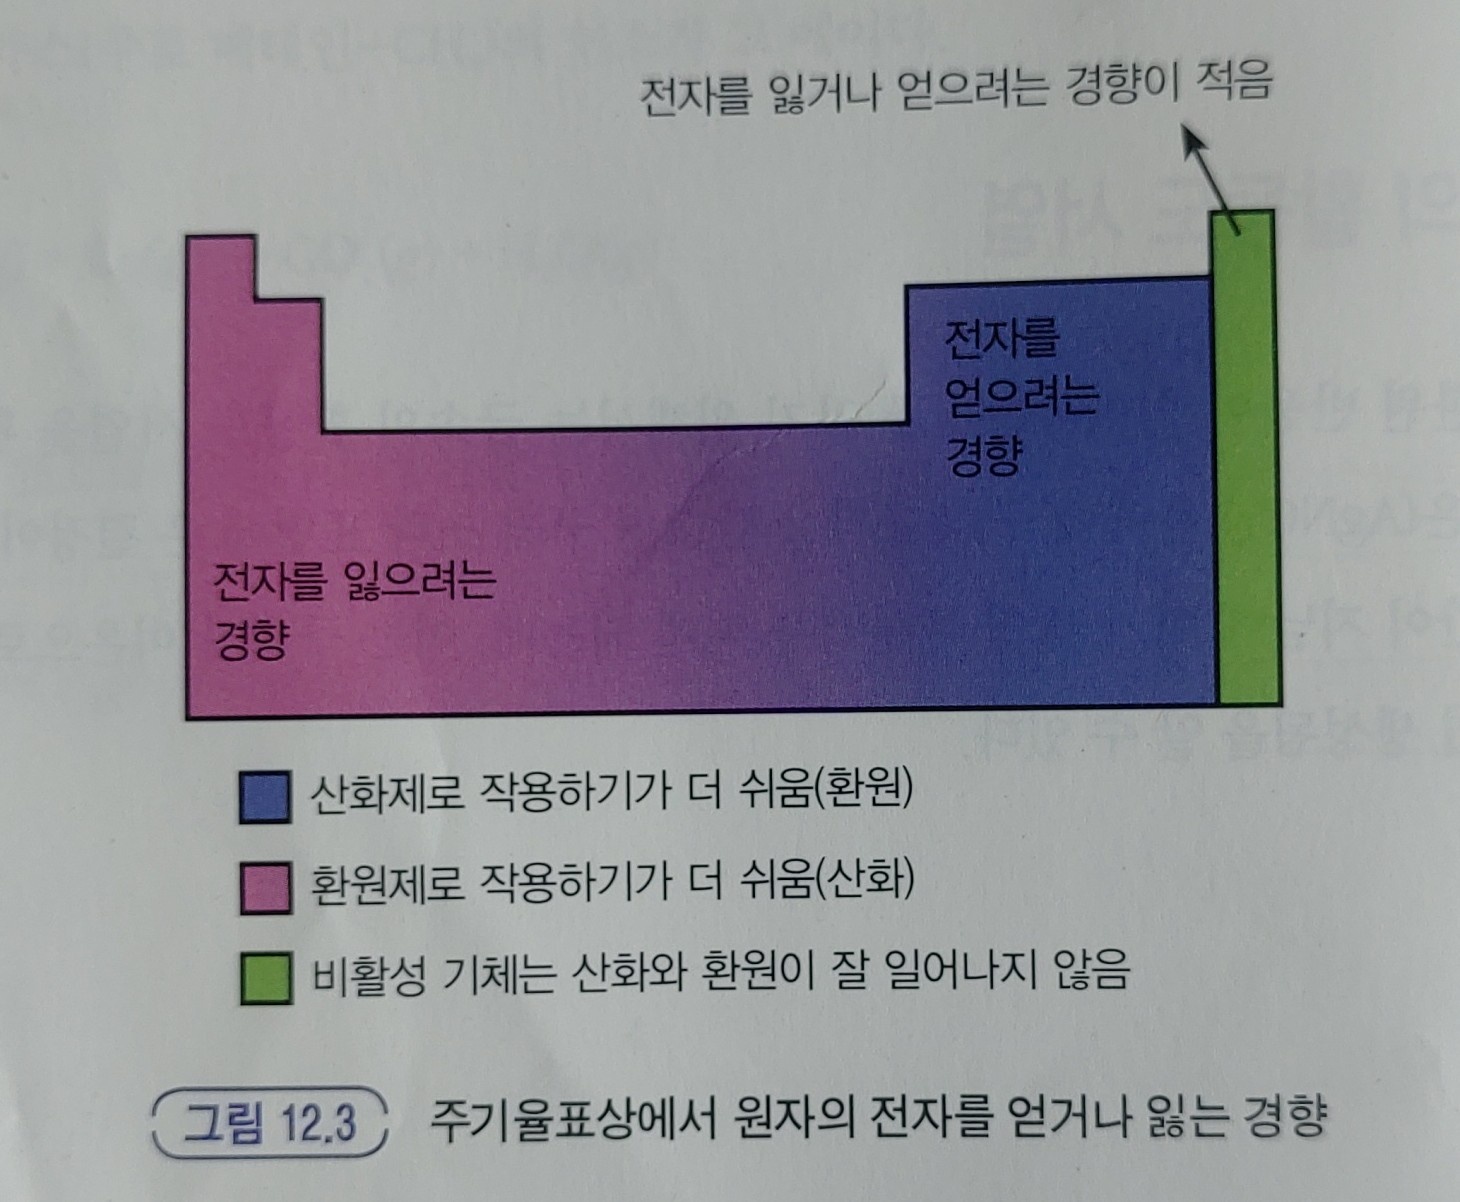 전자를 잃거나 얻으려는 경향이 적음
전자를
얻으려는
경향
전자를 잃으려는
경향
산화제로 작용하기가 더 쉬움(환원)
환원제로 작용하기가 더 쉬움(산화)
비활성 기체는 산화와 환원이 잘 일어나지 않음
그림 12.3 주기율표상에서 원자의 전자를 얻거나 잃는 경향